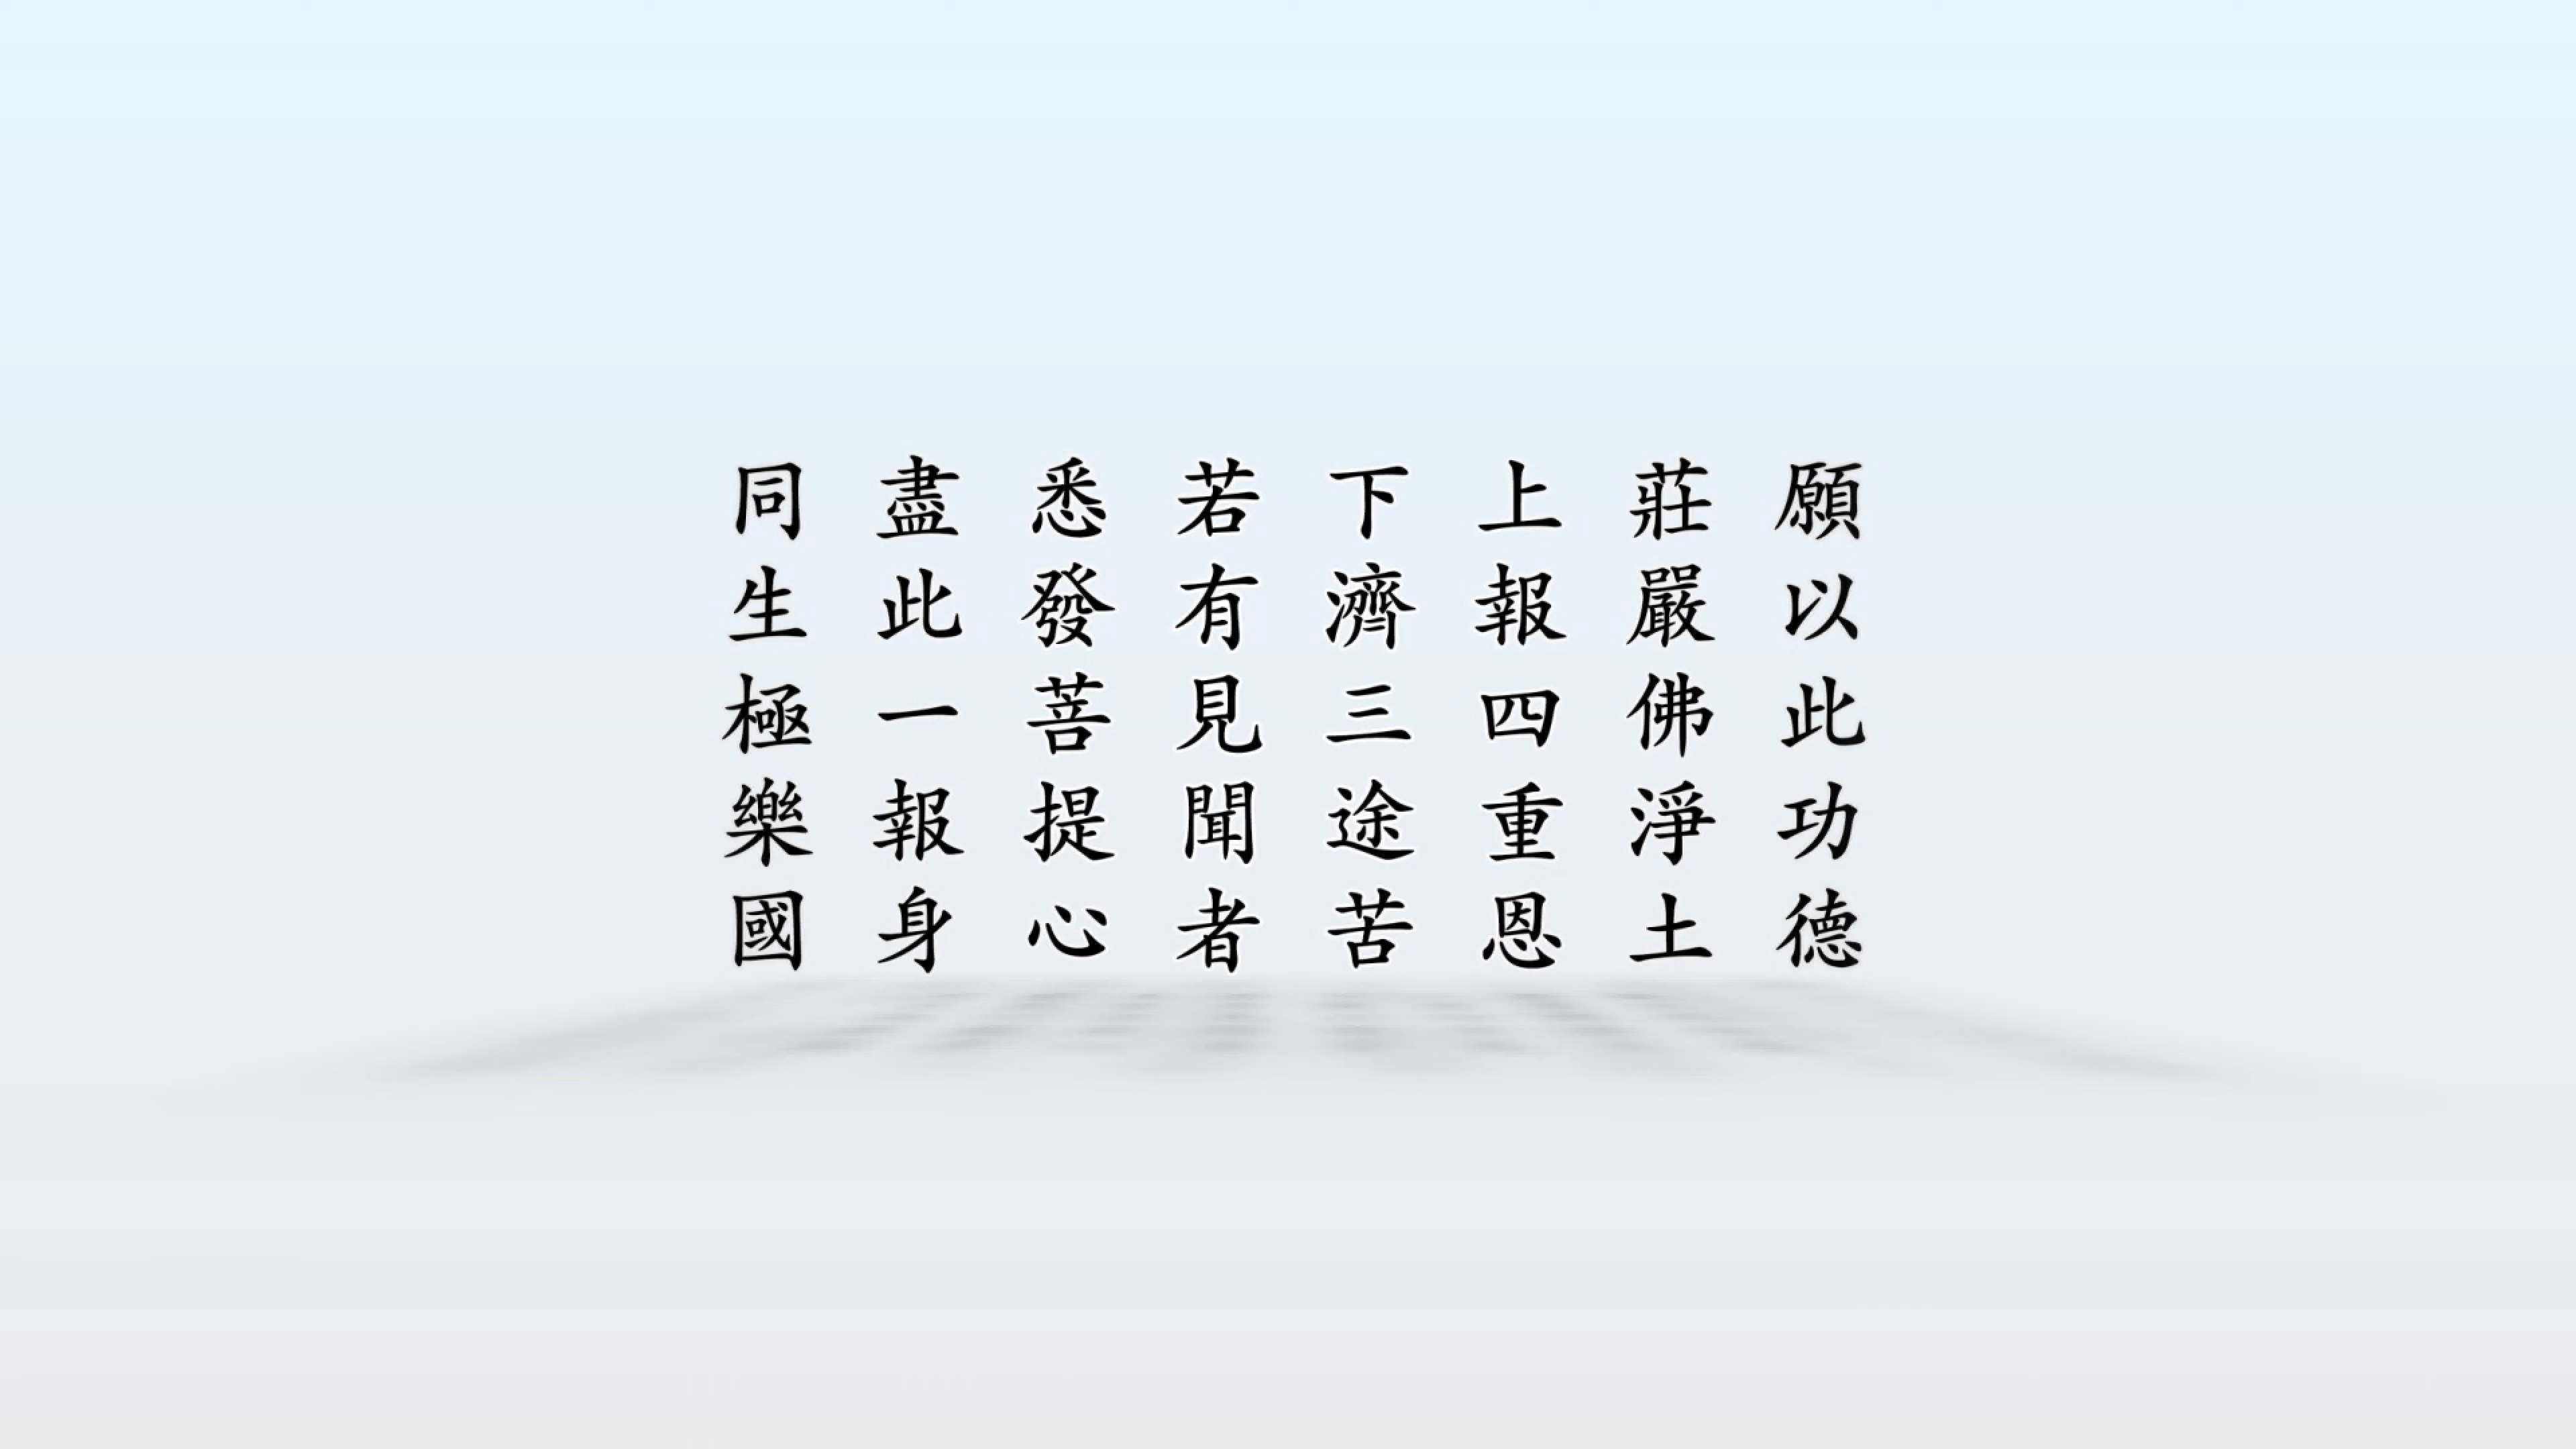 願以此功德
莊嚴佛淨土
上報四重恩
下濟三途苦
若有見聞者
悉發菩提心
盡此一報身
同生極樂國